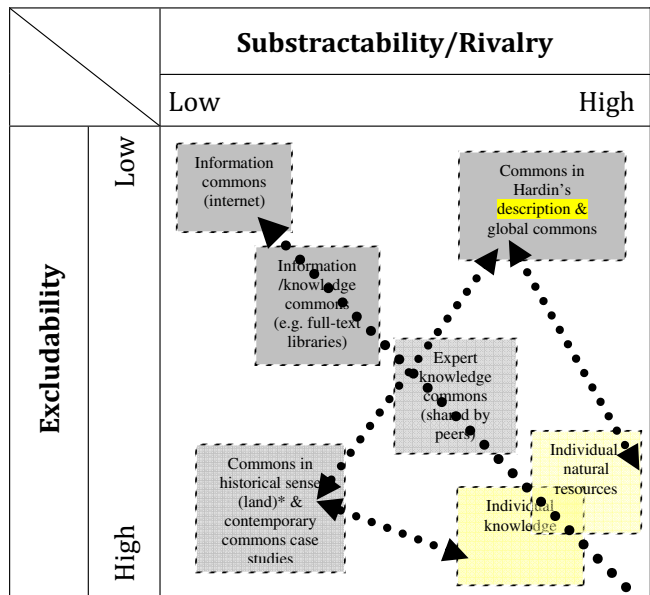 Substractability/Rivalry
Low
High
Excludability
Low
High
Information
commons
(internet)
Commons in
Hardin's
description &
global commons
Information
/knowledge
commons
(e.g. full-text
libraries)
Expert
knowledge
commons
(shared by
peers)
Commons in
historical sense
(land)* &
contemporary
commons case
studies
Individual
knowledge
Individual
natural
resources